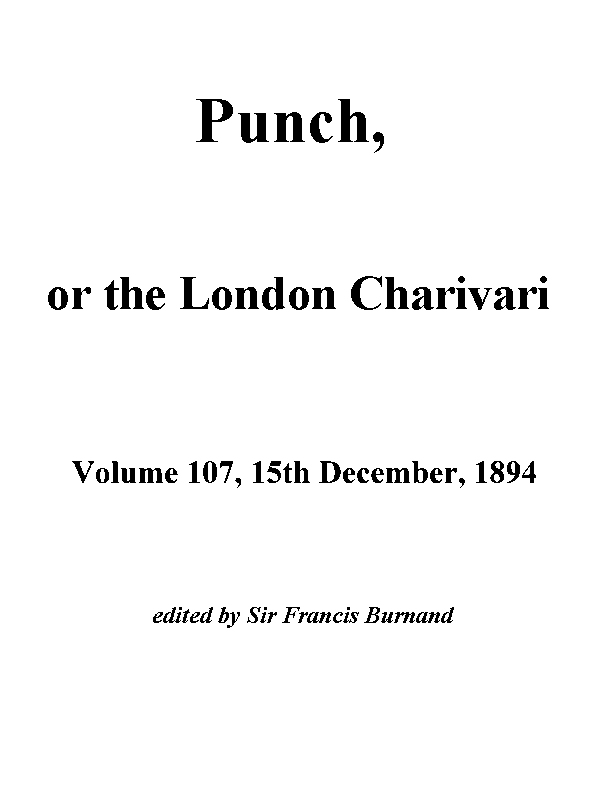 Punch,
or the London Charivari
Volume 107, 15th December, 1894
edited by Sir Francis Burnand